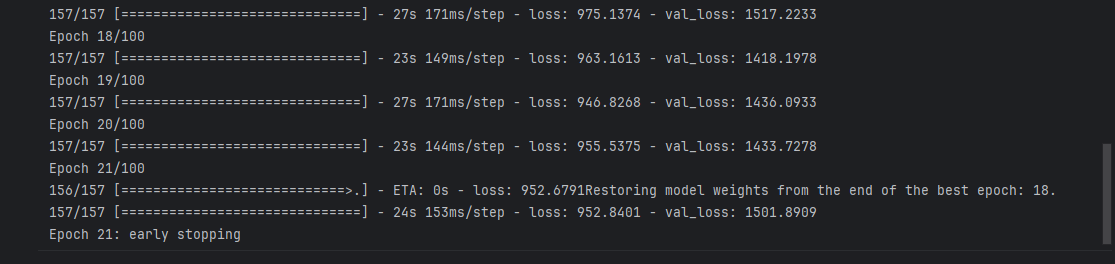 157/157 [==============================] - 27s 171ms/step - loss: 975.1374 - val_loss: 1517.2233
Epoch 18/100
157/157 [==============================] - 23s 149ms/step - loss: 963.1613 - val_loss: 1418.1978
Epoch 19/100
157/157 [==============================] - 27s 171ms/step - loss: 946.8268 - val_loss: 1436.0933
Epoch 20/100
157/157 [==============================] - 23s 144ms/step - loss: 955.5375 - val_loss: 1433.7278
Epoch 21/100
156/157 [============================>.] - ETA: 0s - loss: 952.6791Restoring model weights from the end of the best epoch: 18.
157/157 [==============================] - 24s 153ms/step - loss: 952.8401 - val_loss: 1501.8909
Epoch 21: early stopping